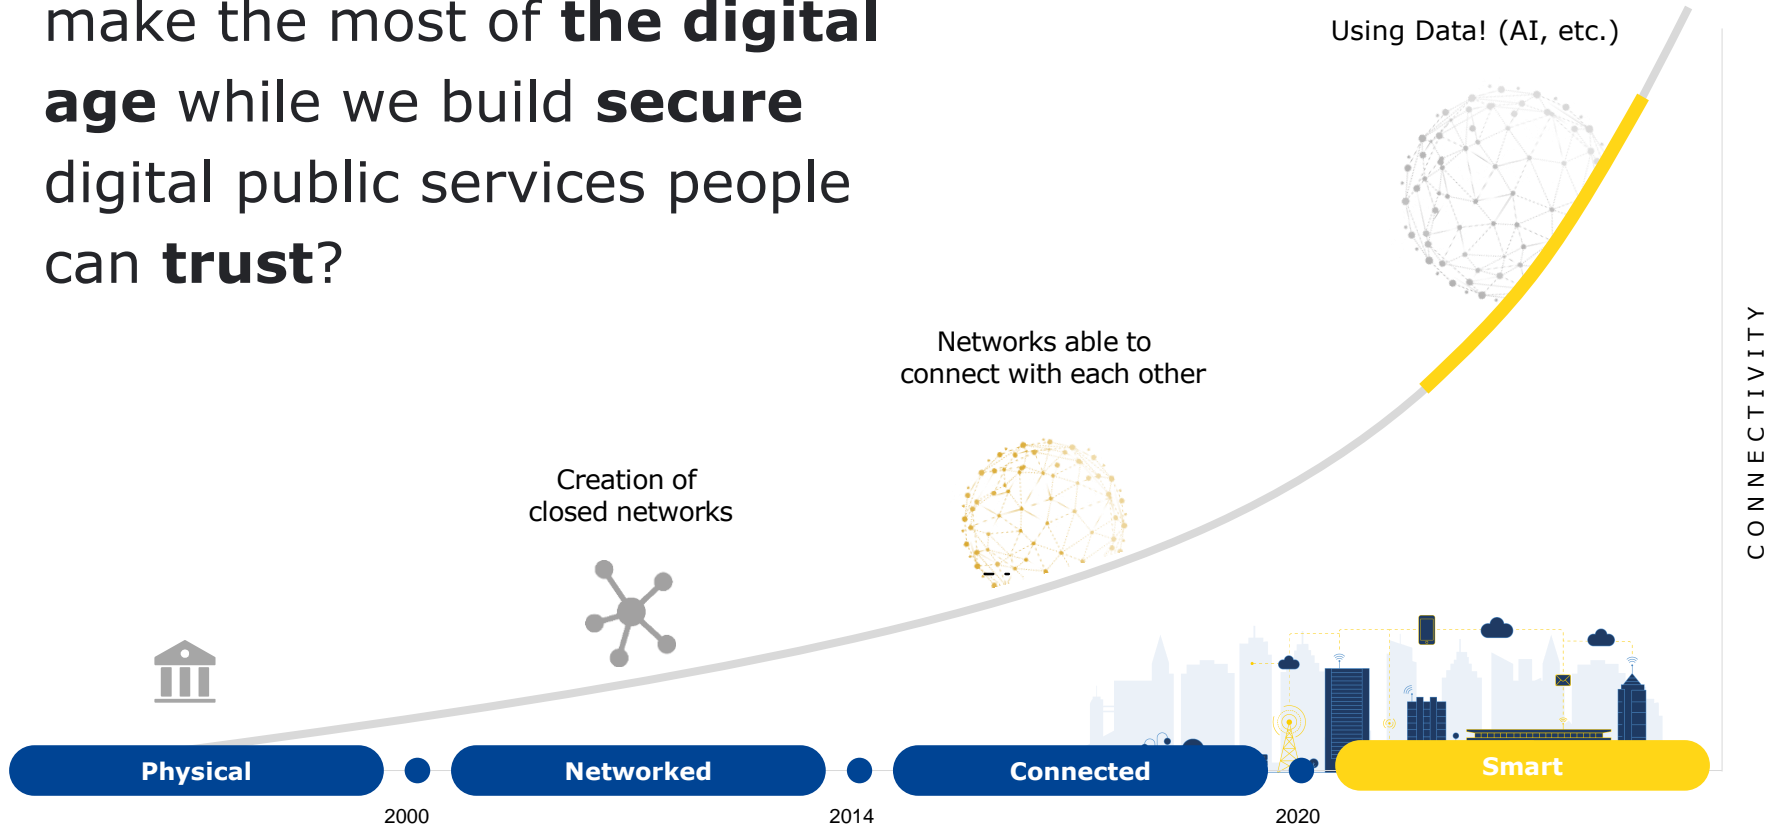 make the most of the digital
age while we build secure
digital public services people
can trust?
Using Data! (AI, etc.)
Networks able to
connect with each other
Creation of
closed networks
CONNECTIVITY
Physical
Networked
Connected
Smart
2000
2014
2020